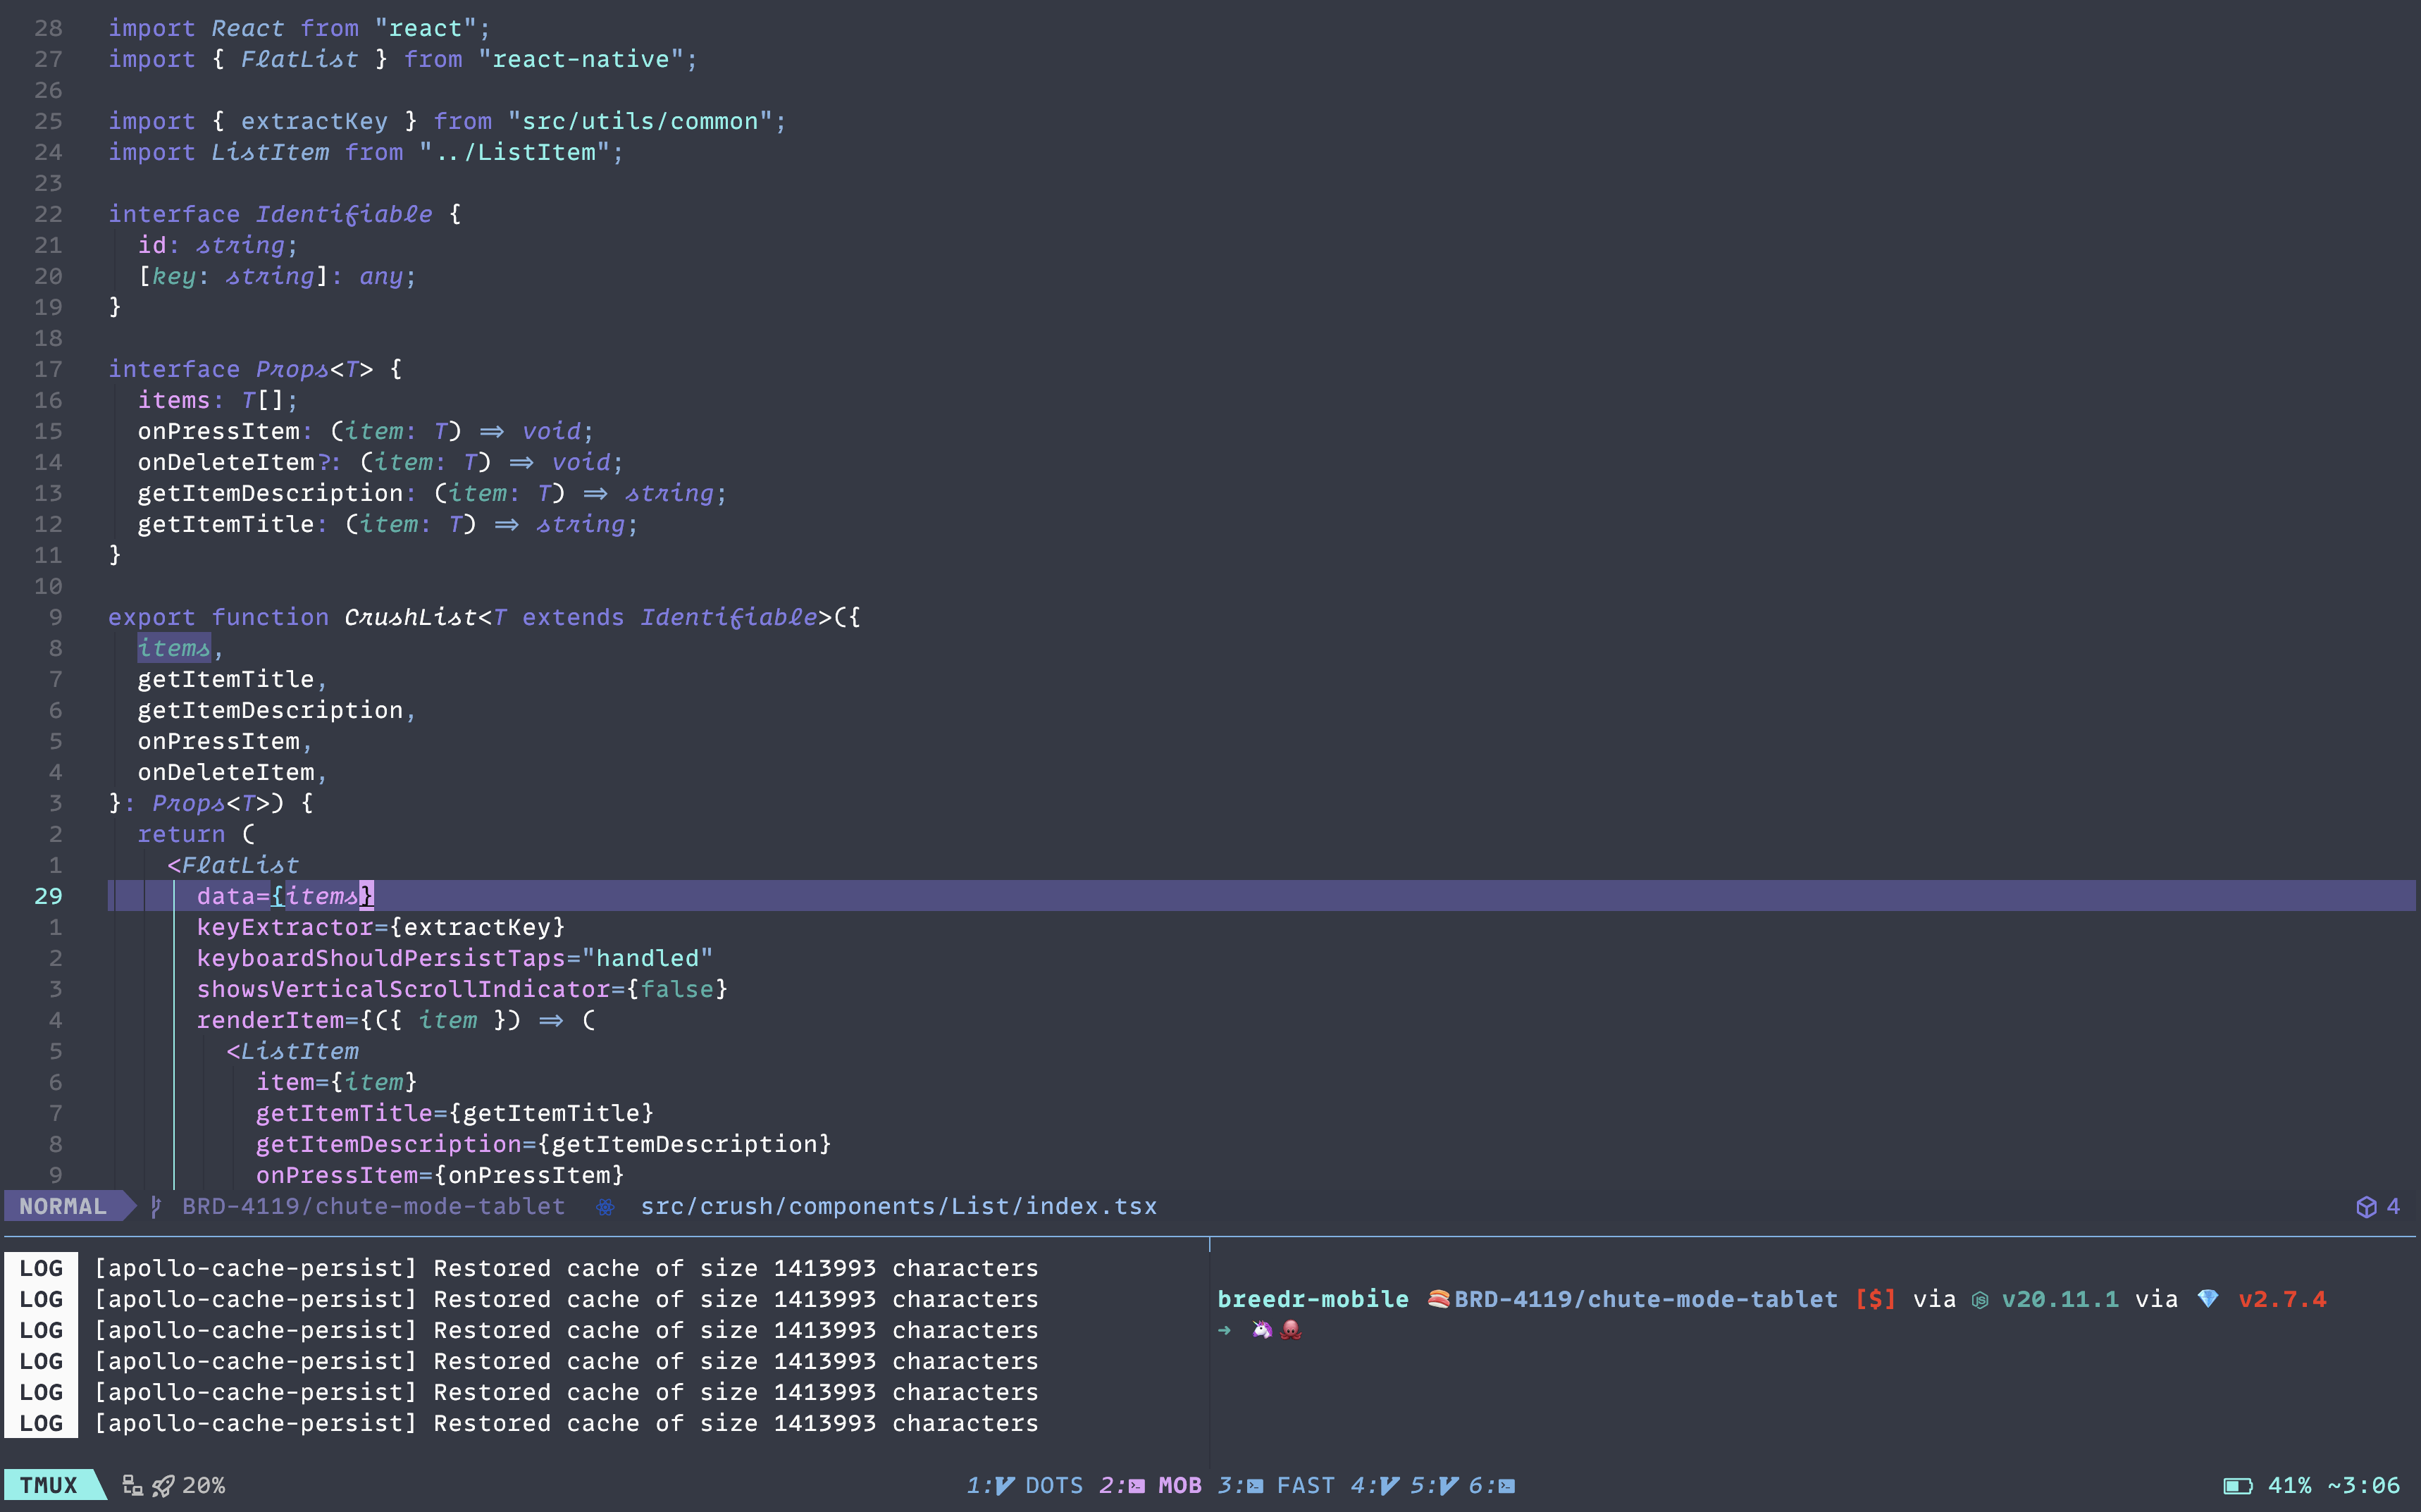 28 import React from "react";
27 import { FlatList } from "react-native";
26
25 import { extractKey } from "src/utils/common";
24 import ListItem from "../ListItem";
23
22 interface Identifiable {
21   id: string;
20   [key: string]: any;
19 }
18
17 interface Props<T> {
16   items: T[];
15   onPressItem: (item: T) => void;
14   onDeleteItem?: (item: T) => void;
13   getItemDescription: (item: T) => string;
12   getItemTitle: (item: T) => string;
11 }
10
9 export function CrushList<T extends Identifiable>({
8   items,
7   getItemTitle,
6   getItemDescription,
5   onPressItem,
4   onDeleteItem,
3 }: Props<T>) {
2   return (
1     <FlatList
29       data={items}
1       keyExtractor={extractKey}
2       keyboardShouldPersistTaps="handled"
3       showsVerticalScrollIndicator={false}
4       renderItem={({ item }) => (
5         <ListItem
6           item={item}
7           getItemTitle={getItemTitle}
8           getItemDescription={getItemDescription}
9           onPressItem={onPressItem}
NORMAL BRD-4119/chute-mode-tablet src/crush/components/List/index.tsx 4
LOG [apollo-cache-persist] Restored cache of size 1413993 characters
LOG [apollo-cache-persist] Restored cache of size 1413993 characters
LOG [apollo-cache-persist] Restored cache of size 1413993 characters
LOG [apollo-cache-persist] Restored cache of size 1413993 characters
LOG [apollo-cache-persist] Restored cache of size 1413993 characters
LOG [apollo-cache-persist] Restored cache of size 1413993 characters
breedr-mobile 🍣BRD-4119/chute-mode-tablet [$] via v20.11.1 via 💎 v2.7.4
➜ 🦄🐙
TMUX 20% 1: DOTS 2: MOB 3: FAST 4: 5: 6: 41% ~3:06